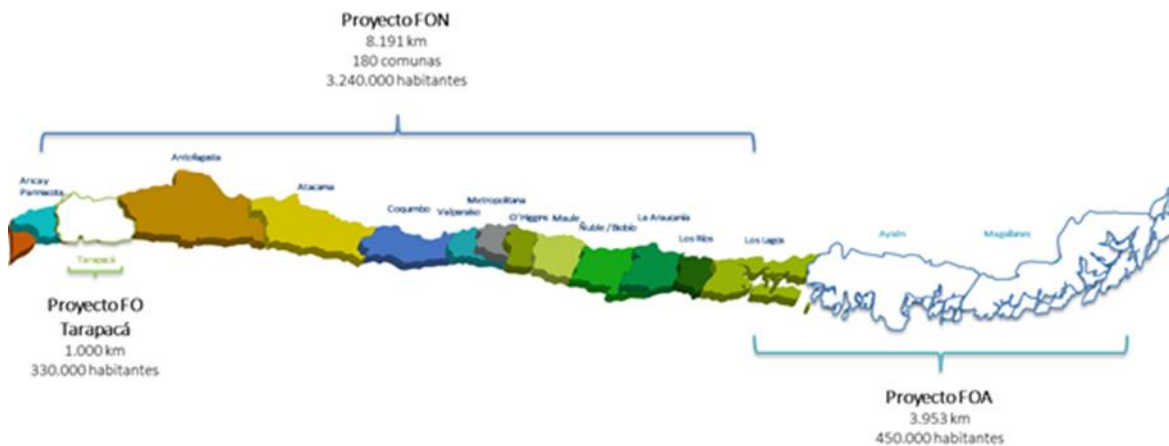 Proyecto FON
8.191 km
180 comunas
3.240.000 habitantes
Arica y
Parinacota
Antofagasta
Atacama
Coquimbo
Valparaíso
Metropolitana
O'Higgins
Maule
Ñuble / Biobío
La Araucanía
Los Ríos
Los Lagos
Aysén
Magallanes
Tarapacá
Proyecto FO
Tarapacá
1.000 km
330.000 habitantes
Proyecto FOA
3.953 km
450.000 habitantes